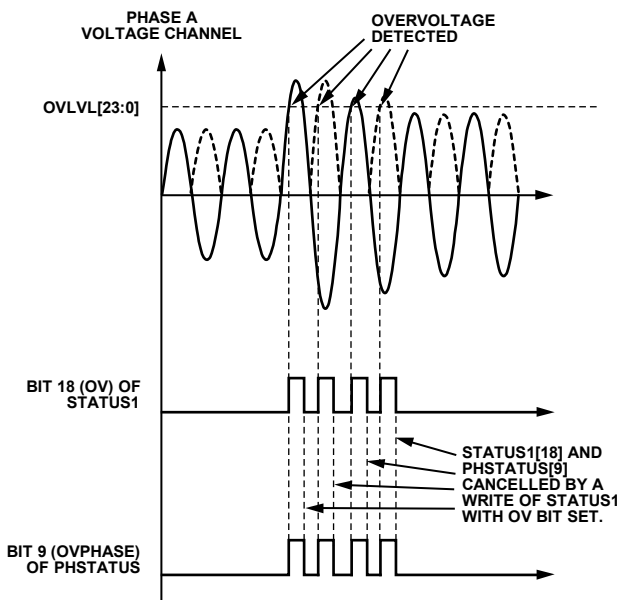 PHASE A
VOLTAGE CHANNEL
OVERVOLTAGE
DETECTED
OVLVL[23:0]
BIT 18 (OV) OF
STATUS1
STATUS1[18] AND
PHSTATUS[9]
CANCELLED BY A
WRITE OF STATUS1
WITH OV BIT SET.
BIT 9 (OVPHASE)
OF PHSTATUS